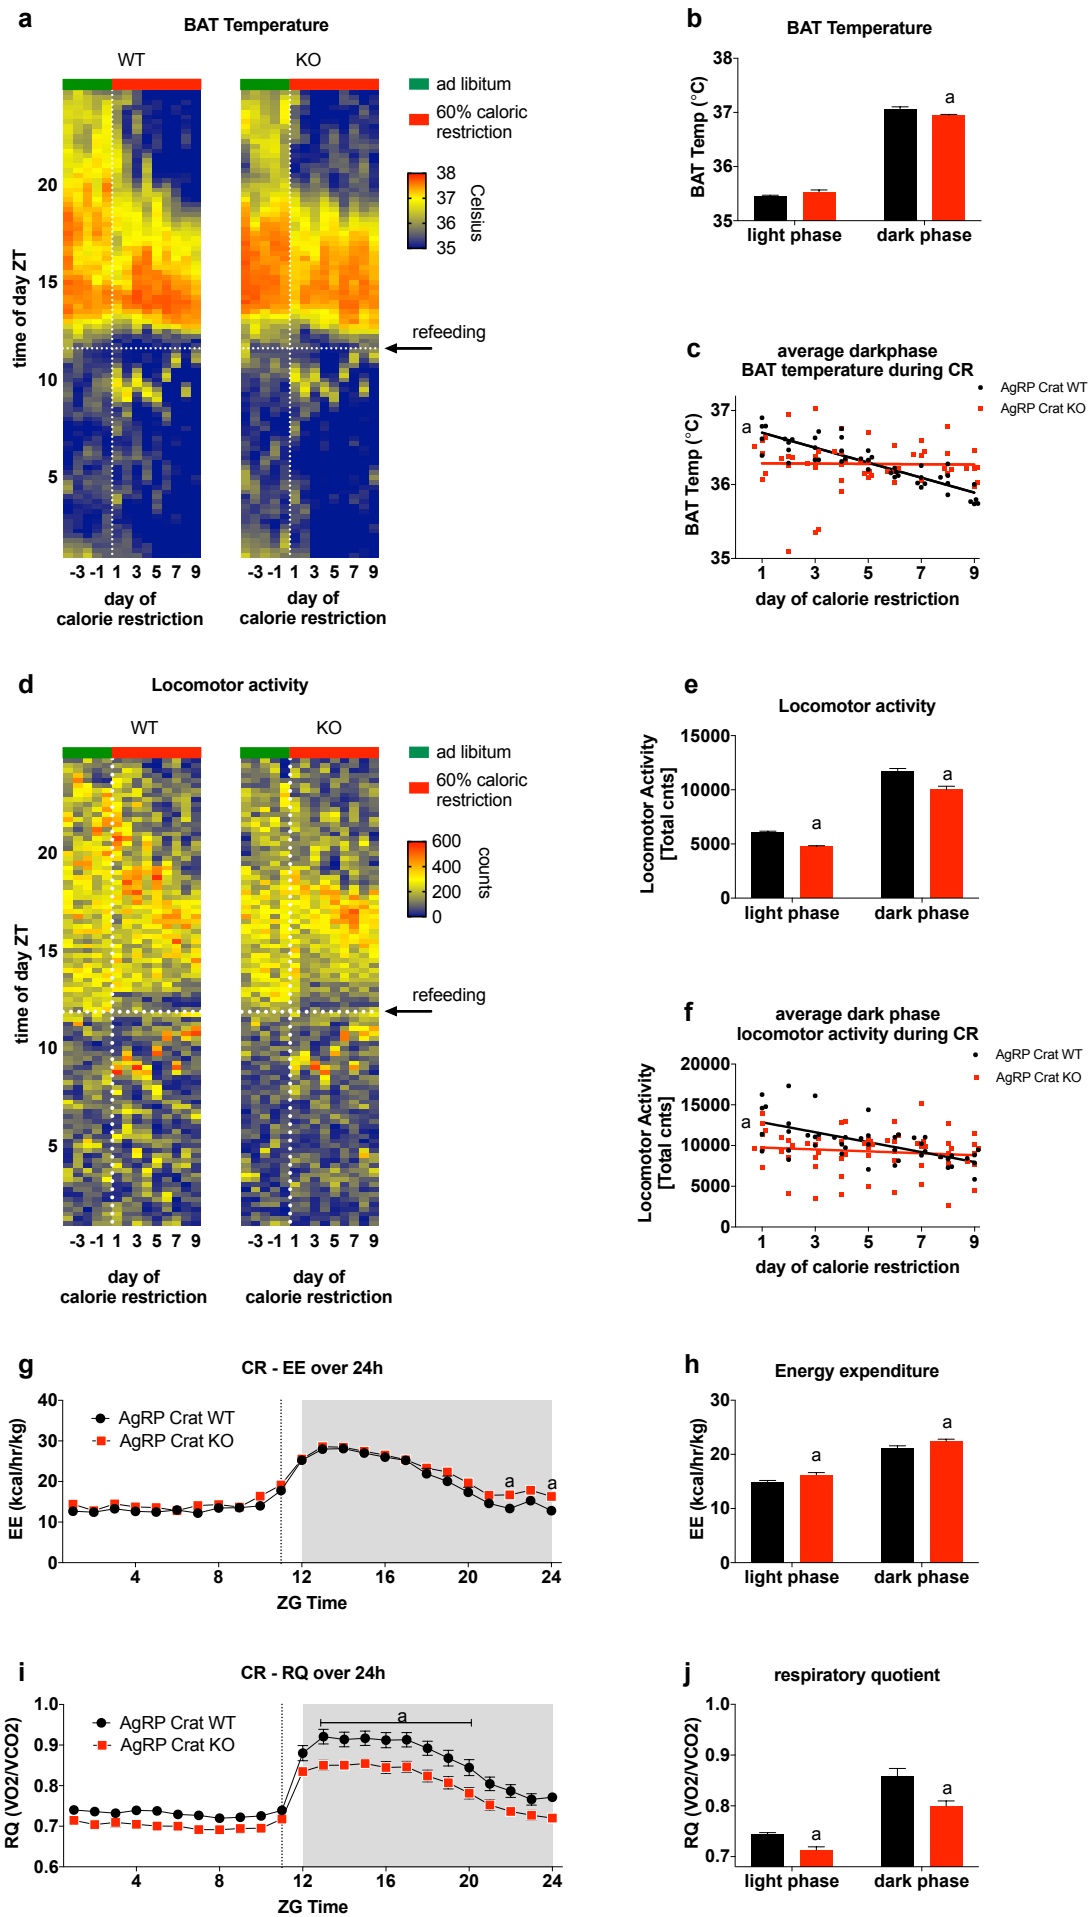 a
BAT Temperature
WT
KO
ad libitum
60% caloric
restriction
38
37
36
35
Celsius
time of day ZT
20
15
10
5
refeeding
-3 -1 1 3 5 7 9
-3 -1 1 3 5 7 9
day of
calorie restriction
day of
calorie restriction
b
BAT Temperature
BAT Temp (°C)
38
37
36
35
a
light phase
dark phase
c
average darkphase
BAT temperature during CR
AgRP Crat WT
AgRP Crat KO
BAT Temp (°C)
37
36
35
a
1 3 5 7 9
day of calorie restriction
d
Locomotor activity
WT
KO
ad libitum
60% caloric
restriction
600
400
200
0
counts
time of day ZT
20
15
10
5
refeeding
-3 -1 1 3 5 7 9
-3 -1 1 3 5 7 9
day of
calorie restriction
day of
calorie restriction
e
Locomotor activity
Locomotor Activity
[Total cnts]
15000
10000
5000
0
a
a
light phase
dark phase
f
average dark phase
locomotor activity during CR
AgRP Crat WT
AgRP Crat KO
Locomotor Activity
[Total cnts]
20000
15000
10000
5000
0
a
1 3 5 7 9
day of calorie restriction
g
CR - EE over 24h
AgRP Crat WT
AgRP Crat KO
EE (kcal/hr/kg)
40
30
20
10
0
a
a
4 8 12 16 20 24
ZG Time
h
Energy expenditure
EE (kcal/hr/kg)
30
20
10
0
a
a
light phase
dark phase
i
CR - RQ over 24h
AgRP Crat WT
AgRP Crat KO
RQ (VO2/VCO2)
1.0
0.9
0.8
0.7
0.6
a
4 8 12 16 20 24
ZG Time
j
respiratory quotient
RQ (VO2/VCO2)
1.0
0.9
0.8
0.7
a
a
light phase
dark phase